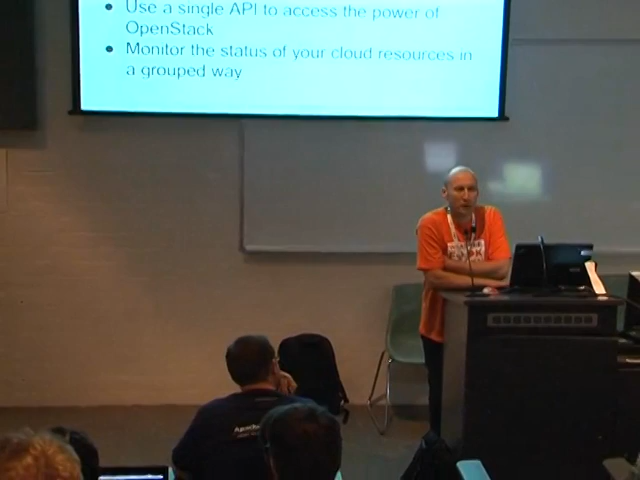 Use a single API to access the power of
OpenStack
Monitor the status of your cloud resources in
a grouped way